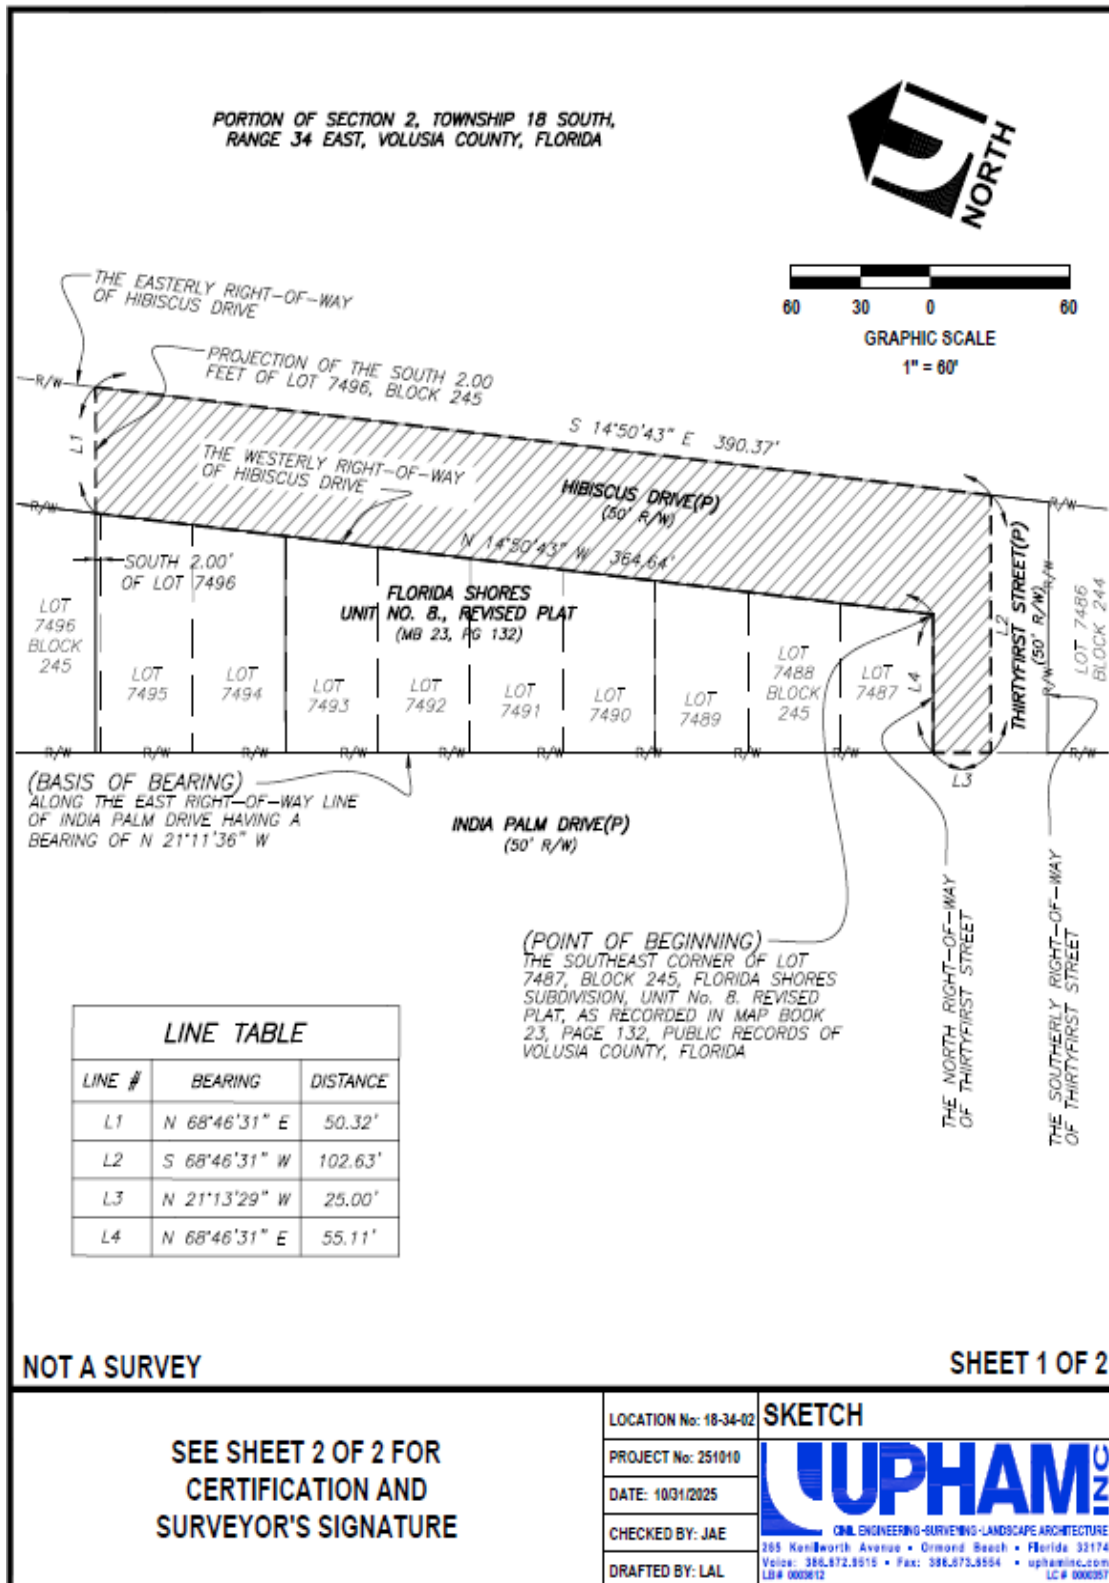 PORTION OF SECTION 2, TOWNSHIP 18 SOUTH,
RANGE 34 EAST, VOLUSIA COUNTY, FLORIDA
NORTH
60 30 0 60
GRAPHIC SCALE
1" = 60'
THE EASTERLY RIGHT-OF-WAY
OF HIBISCUS DRIVE
PROJECTION OF THE SOUTH 2.00
FEET OF LOT 7496, BLOCK 245
R/W
L1
S 14°50'43" E 390.37'
THE WESTERLY RIGHT-OF-WAY
OF HIBISCUS DRIVE
HIBISCUS DRIVE(P)
(50' R/W)
R/W
R/W
N 14°50'43" W 364.64'
SOUTH 2.00'
OF LOT 7496
FLORIDA SHORES
UNIT NO. 8., REVISED PLAT
(MB 23, PG 132)
LOT
7496
BLOCK
245
LOT
7495
LOT
7494
LOT
7493
LOT
7492
LOT
7491
LOT
7490
LOT
7489
LOT
7488
BLOCK
245
LOT
7487
L4
L2
THIRTYFIRST STREET(P)
(50' R/W)
R/W
R/W
LOT 7486
BLOCK 244
R/W R/W R/W R/W R/W R/W R/W R/W R/W R/W
L3
(BASIS OF BEARING)
ALONG THE EAST RIGHT-OF-WAY LINE
OF INDIA PALM DRIVE HAVING A
BEARING OF N 21°11'36" W
INDIA PALM DRIVE(P)
(50' R/W)
(POINT OF BEGINNING)
THE SOUTHEAST CORNER OF LOT
7487, BLOCK 245, FLORIDA SHORES
SUBDIVISION, UNIT No. 8. REVISED
PLAT, AS RECORDED IN MAP BOOK
23, PAGE 132, PUBLIC RECORDS OF
VOLUSIA COUNTY, FLORIDA
THE NORTH RIGHT-OF-WAY
OF THIRTYFIRST STREET
THE SOUTHERLY RIGHT-OF-WAY
OF THIRTYFIRST STREET
LINE TABLE
LINE # BEARING DISTANCE
L1 N 68°46'31" E 50.32'
L2 S 68°46'31" W 102.63'
L3 N 21°13'29" W 25.00'
L4 N 68°46'31" E 55.11'
NOT A SURVEY
SHEET 1 OF 2
SEE SHEET 2 OF 2 FOR
CERTIFICATION AND
SURVEYOR'S SIGNATURE
LOCATION No: 18-34-02
PROJECT No: 251010
DATE: 10/31/2025
CHECKED BY: JAE
DRAFTED BY: LAL
SKETCH
UPHAM INC
CIVIL ENGINEERING-SURVEYING-LANDSCAPE ARCHITECTURE
265 Kenilworth Avenue • Ormond Beach • Florida 32174
Voice: 386.672.9515 • Fax: 386.673.6554 • uphaminc.com
LB# 0003612 LC# 0000357